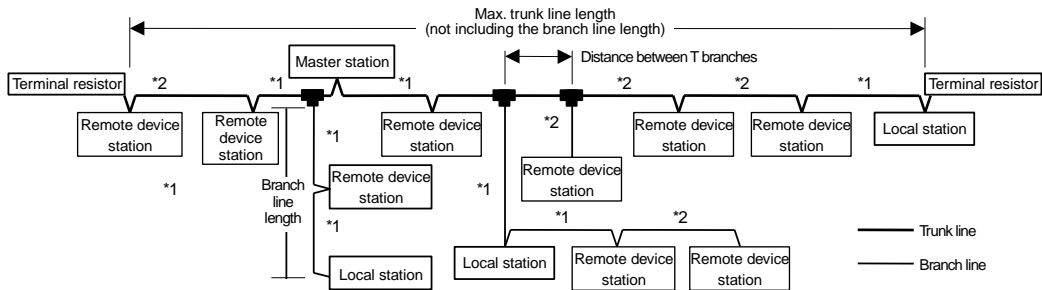 Max. trunk line length
(not including the branch line length)
Master station
Distance between T branches
Terminal resistor
*2
*1
*1
*2
*2
*1
Terminal resistor
Remote device
station
Remote
device
station
*1
Remote device
station
*2
Remote device
station
Remote device
station
Local station
*1
Branch
line
length
Remote device
station
*1
Remote device
station
*1
*1
*2
Trunk line
Local station
Local station
Remote device
station
Remote device
station
Branch line